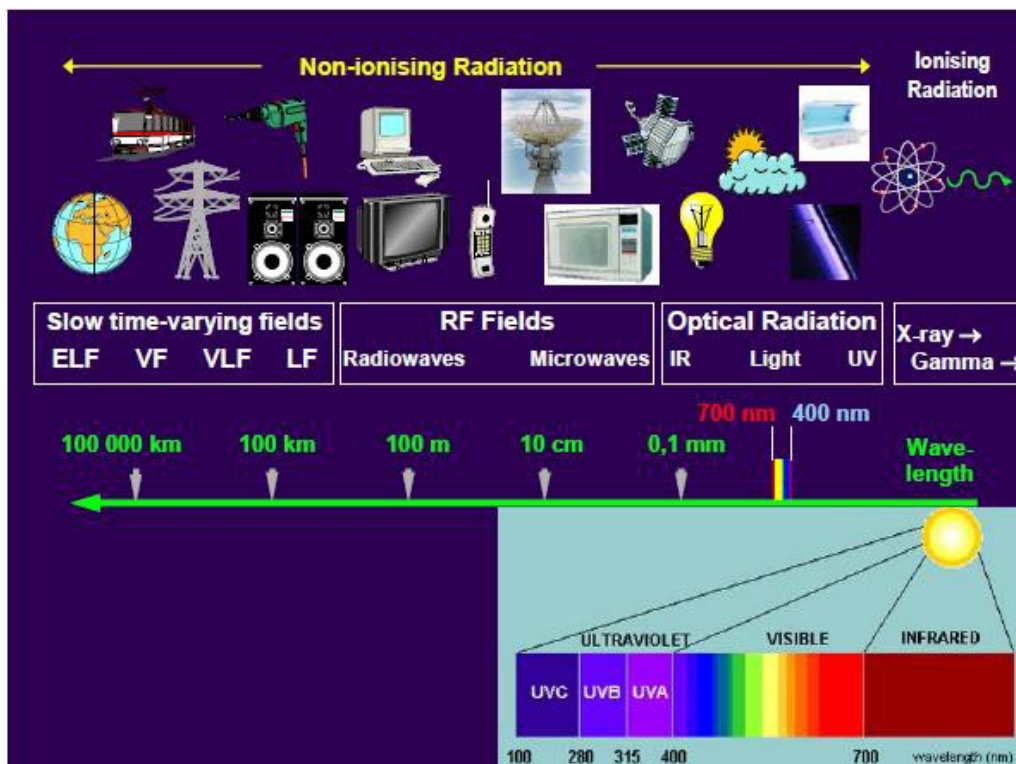 Non-ionising Radiation
Ionising
Radiation
Slow time-varying fields
ELF VF VLF LF
RF Fields
Radiowaves Microwaves
Optical Radiation
IR Light UV
X-ray →
Gamma →
700 nm 400 nm
100 000 km 100 km 100 m 10 cm 0,1 mm
Wave-
length
ULTRAVIOLET VISIBLE INFRARED
UVC UVB UVA
100 280 315 400 700 wavelength (nm)